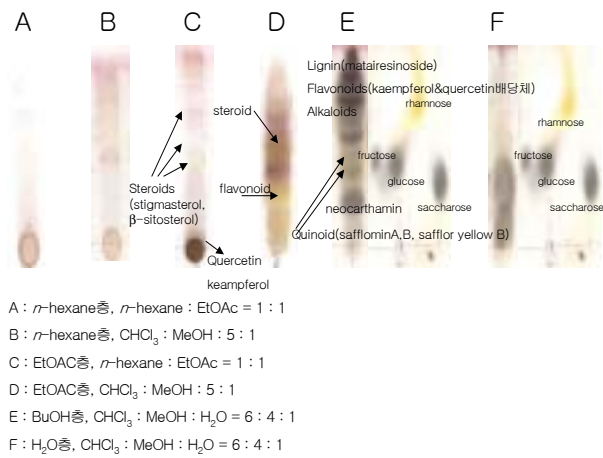 A B C D E F
Lignin(matairesinoside)
Flavonoids(kaempferol&quercetin배당체)
Alkaloids
rhamnose
steroid
rhamnose
fructose
glucose
fructose
glucose
Steroids
(stigmasterol,
β-sitosterol)
flavonoid
saccharose
saccharose
neocarthamin
Quinoid(safflominA,B, safflor yellow B)
Quercetin
keampferol
A : n-hexane층, n-hexane : EtOAc = 1 : 1
B : n-hexane층, CHCl₃ : MeOH : 5 : 1
C : EtOAC층, n-hexane : EtOAc = 1 : 1
D : EtOAC층, CHCl₃ : MeOH : 5 : 1
E : BuOH층, CHCl₃ : MeOH : H₂O = 6 : 4 : 1
F : H₂O층, CHCl₃ : MeOH : H₂O = 6 : 4 : 1